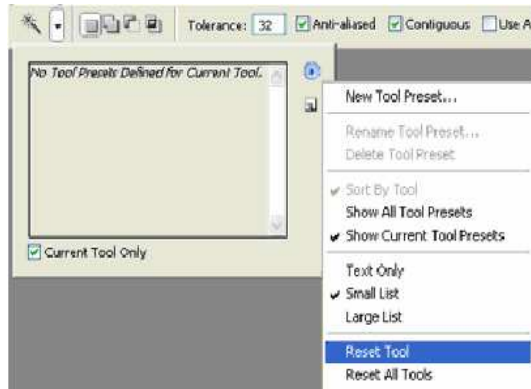 Tolerance: 32 Anti-aliased Contiguous Use A
No Tool Presets Defined for Current Tool.
Current Tool Only
New Tool Preset...
Rename Tool Preset...
Delete Tool Preset
Sort By Tool
Show All Tool Presets
Show Current Tool Presets
Text Only
Small List
Large List
Reset Tool
Reset All Tools